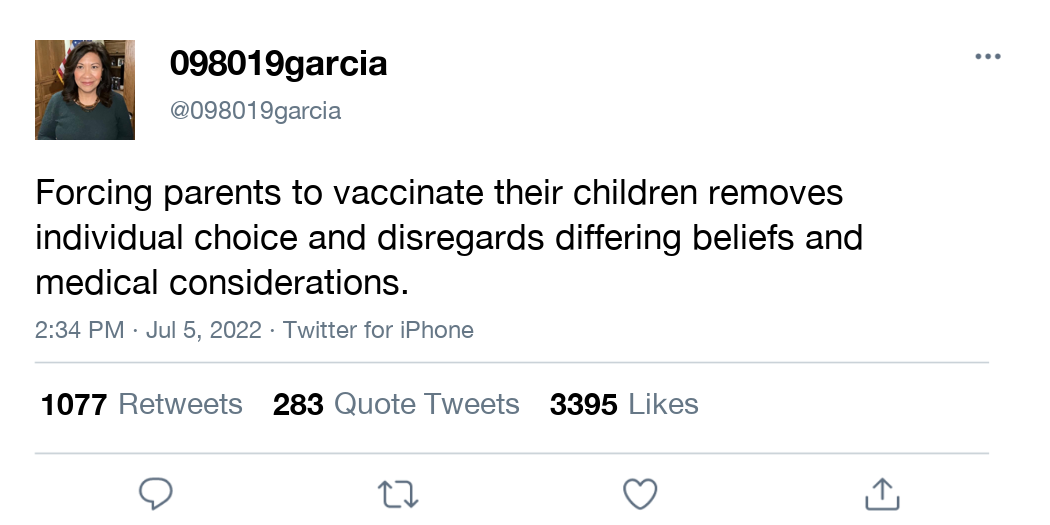 098019garcia
@098019garcia
Forcing parents to vaccinate their children removes
individual choice and disregards differing beliefs and
medical considerations.
2:34 PM · Jul 5, 2022 · Twitter for iPhone
1077 Retweets 283 Quote Tweets 3395 Likes